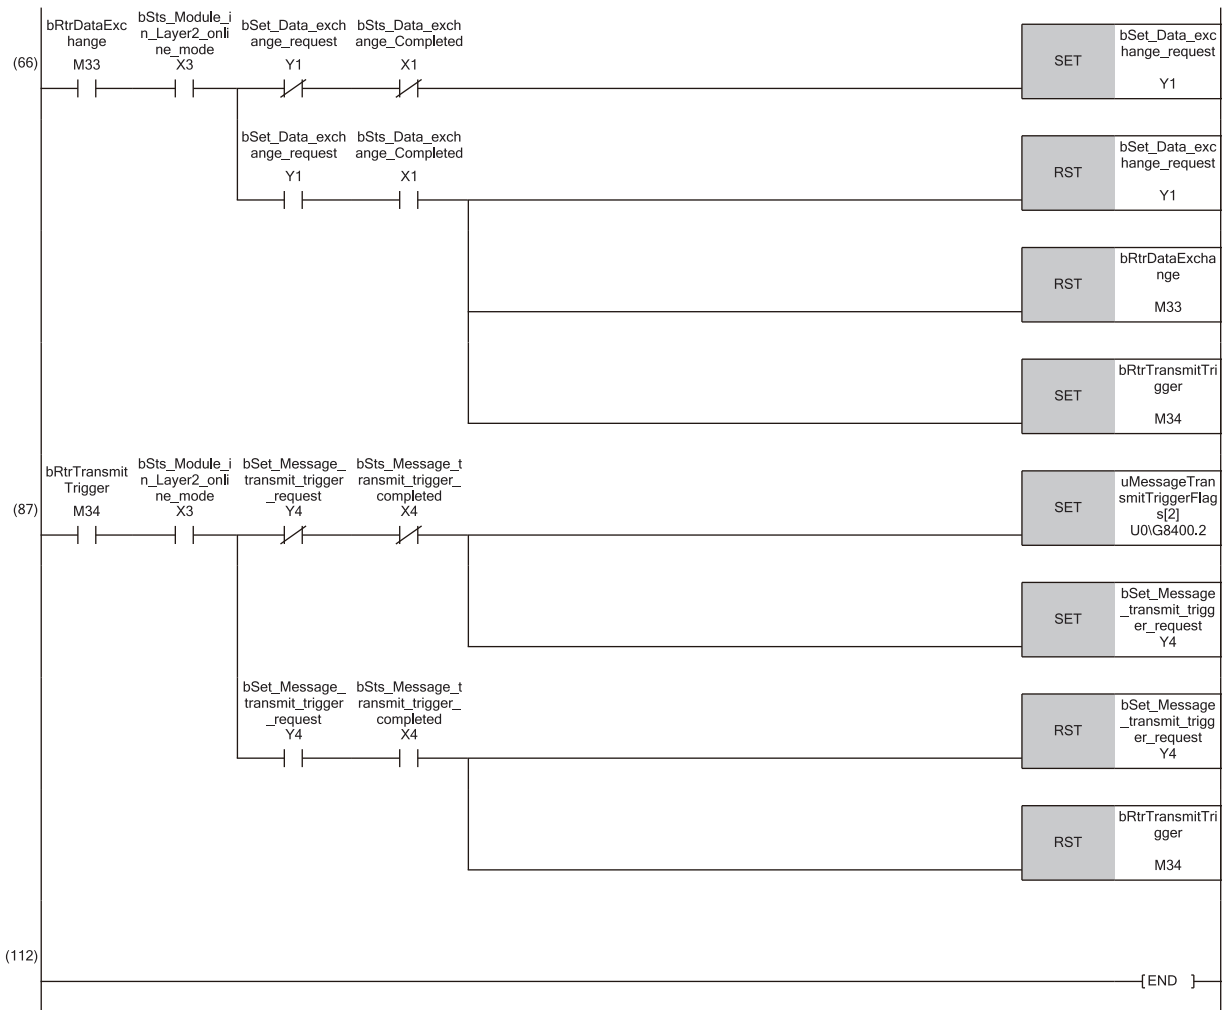 bRtrDataExc
hange
M33
bSts_Module_i
n_Layer2_onli
ne_mode
X3
bSet_Data_exch
ange_request
Y1
bSts_Data_exch
ange_Completed
X1
(66)
SET
bSet_Data_exc
hange_request
Y1
bSet_Data_exch
ange_request
Y1
bSts_Data_exch
ange_Completed
X1
RST
bSet_Data_exc
hange_request
Y1
RST
bRtrDataExcha
nge
M33
SET
bRtrTransmitTri
gger
M34
bRtrTransmit
Trigger
M34
bSts_Module_i
n_Layer2_onli
ne_mode
X3
bSet_Message_
transmit_trigger
_request
Y4
bSts_Message_t
ransmit_trigger_
completed
X4
(87)
SET
uMessageTran
smitTriggerFlag
s[2]
U0\G8400.2
SET
bSet_Message
_transmit_trigg
er_request
Y4
bSet_Message_
transmit_trigger
_request
Y4
bSts_Message_t
ransmit_trigger_
completed
X4
RST
bSet_Message
_transmit_trigg
er_request
Y4
RST
bRtrTransmitTri
gger
M34
(112)
[END ]